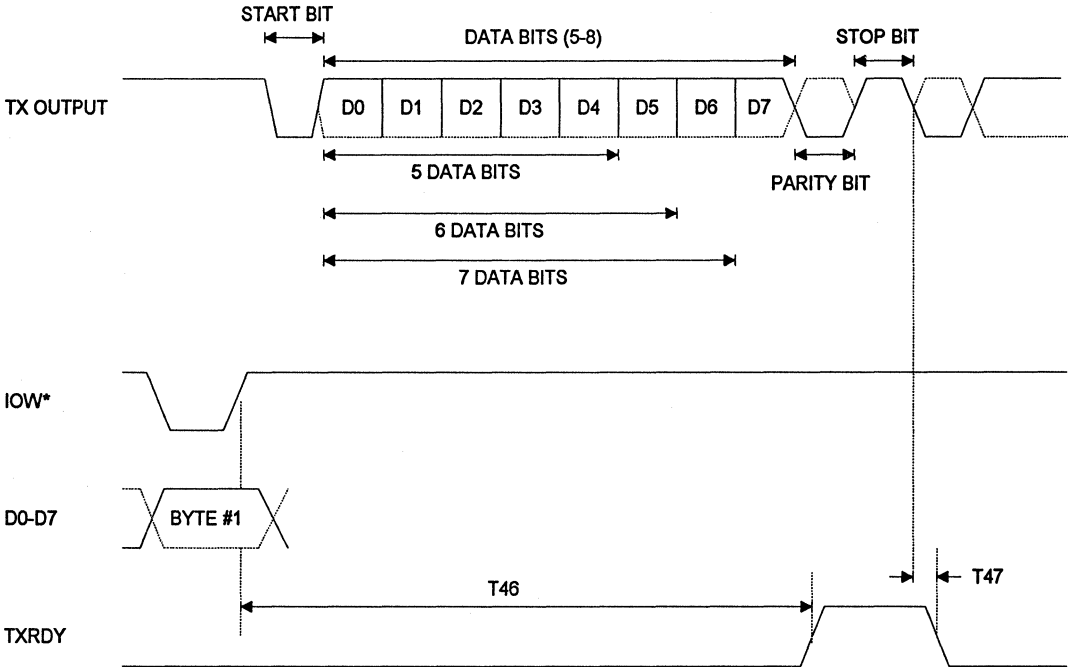 START BIT
DATA BITS (5-8)
STOP BIT
TX OUTPUT
D0 D1 D2 D3 D4 D5 D6 D7
5 DATA BITS
PARITY BIT
6 DATA BITS
7 DATA BITS
IOW*
D0-D7
BYTE #1
T46
T47
TXRDY